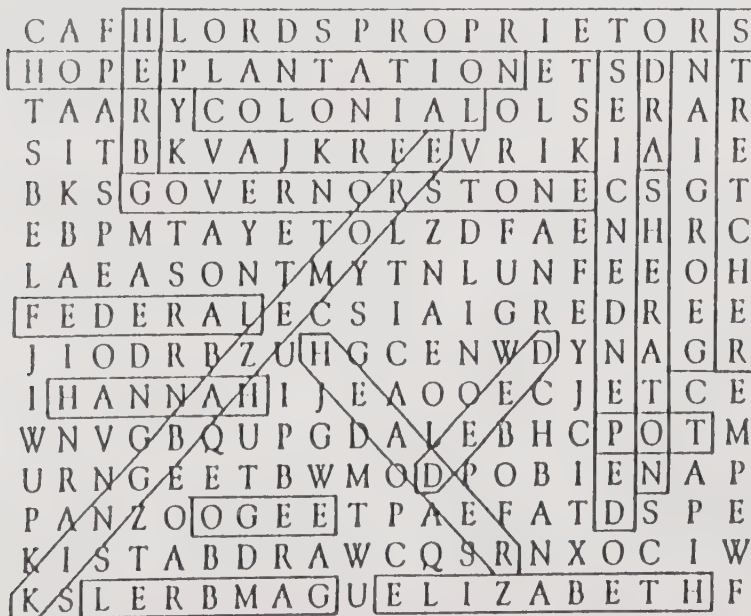 C A F H L O R D S P R O P R I E T O R S
H O P E P L A N T A T I O N E T S D N T
T A A R Y C O L O N I A L O L S E R A R
S I T B K V A J K R E E V R I K I A I E
B K S G O V E R N O R S T O N E C S G T
E B P M T A Y E T O L Z D F A E N H R C
L A E A S O N T M Y T N L U N F E E O H
F E D E R A L E C S I A I G R E D R E E
J I O D R B Z U H G C E N W D Y N A G R
I H A N N A H I J E A O O E C J E T C E
W N V G B Q U P G D A L E B H C P O T M
U R N G E E T B W M O D P O B I E N A P
P A N Z O O G E E T P A E F A T D S P E
K I S T A B D R A W C Q S R N X O C I W
K S L E R B M A G U E L I Z A B E T H F